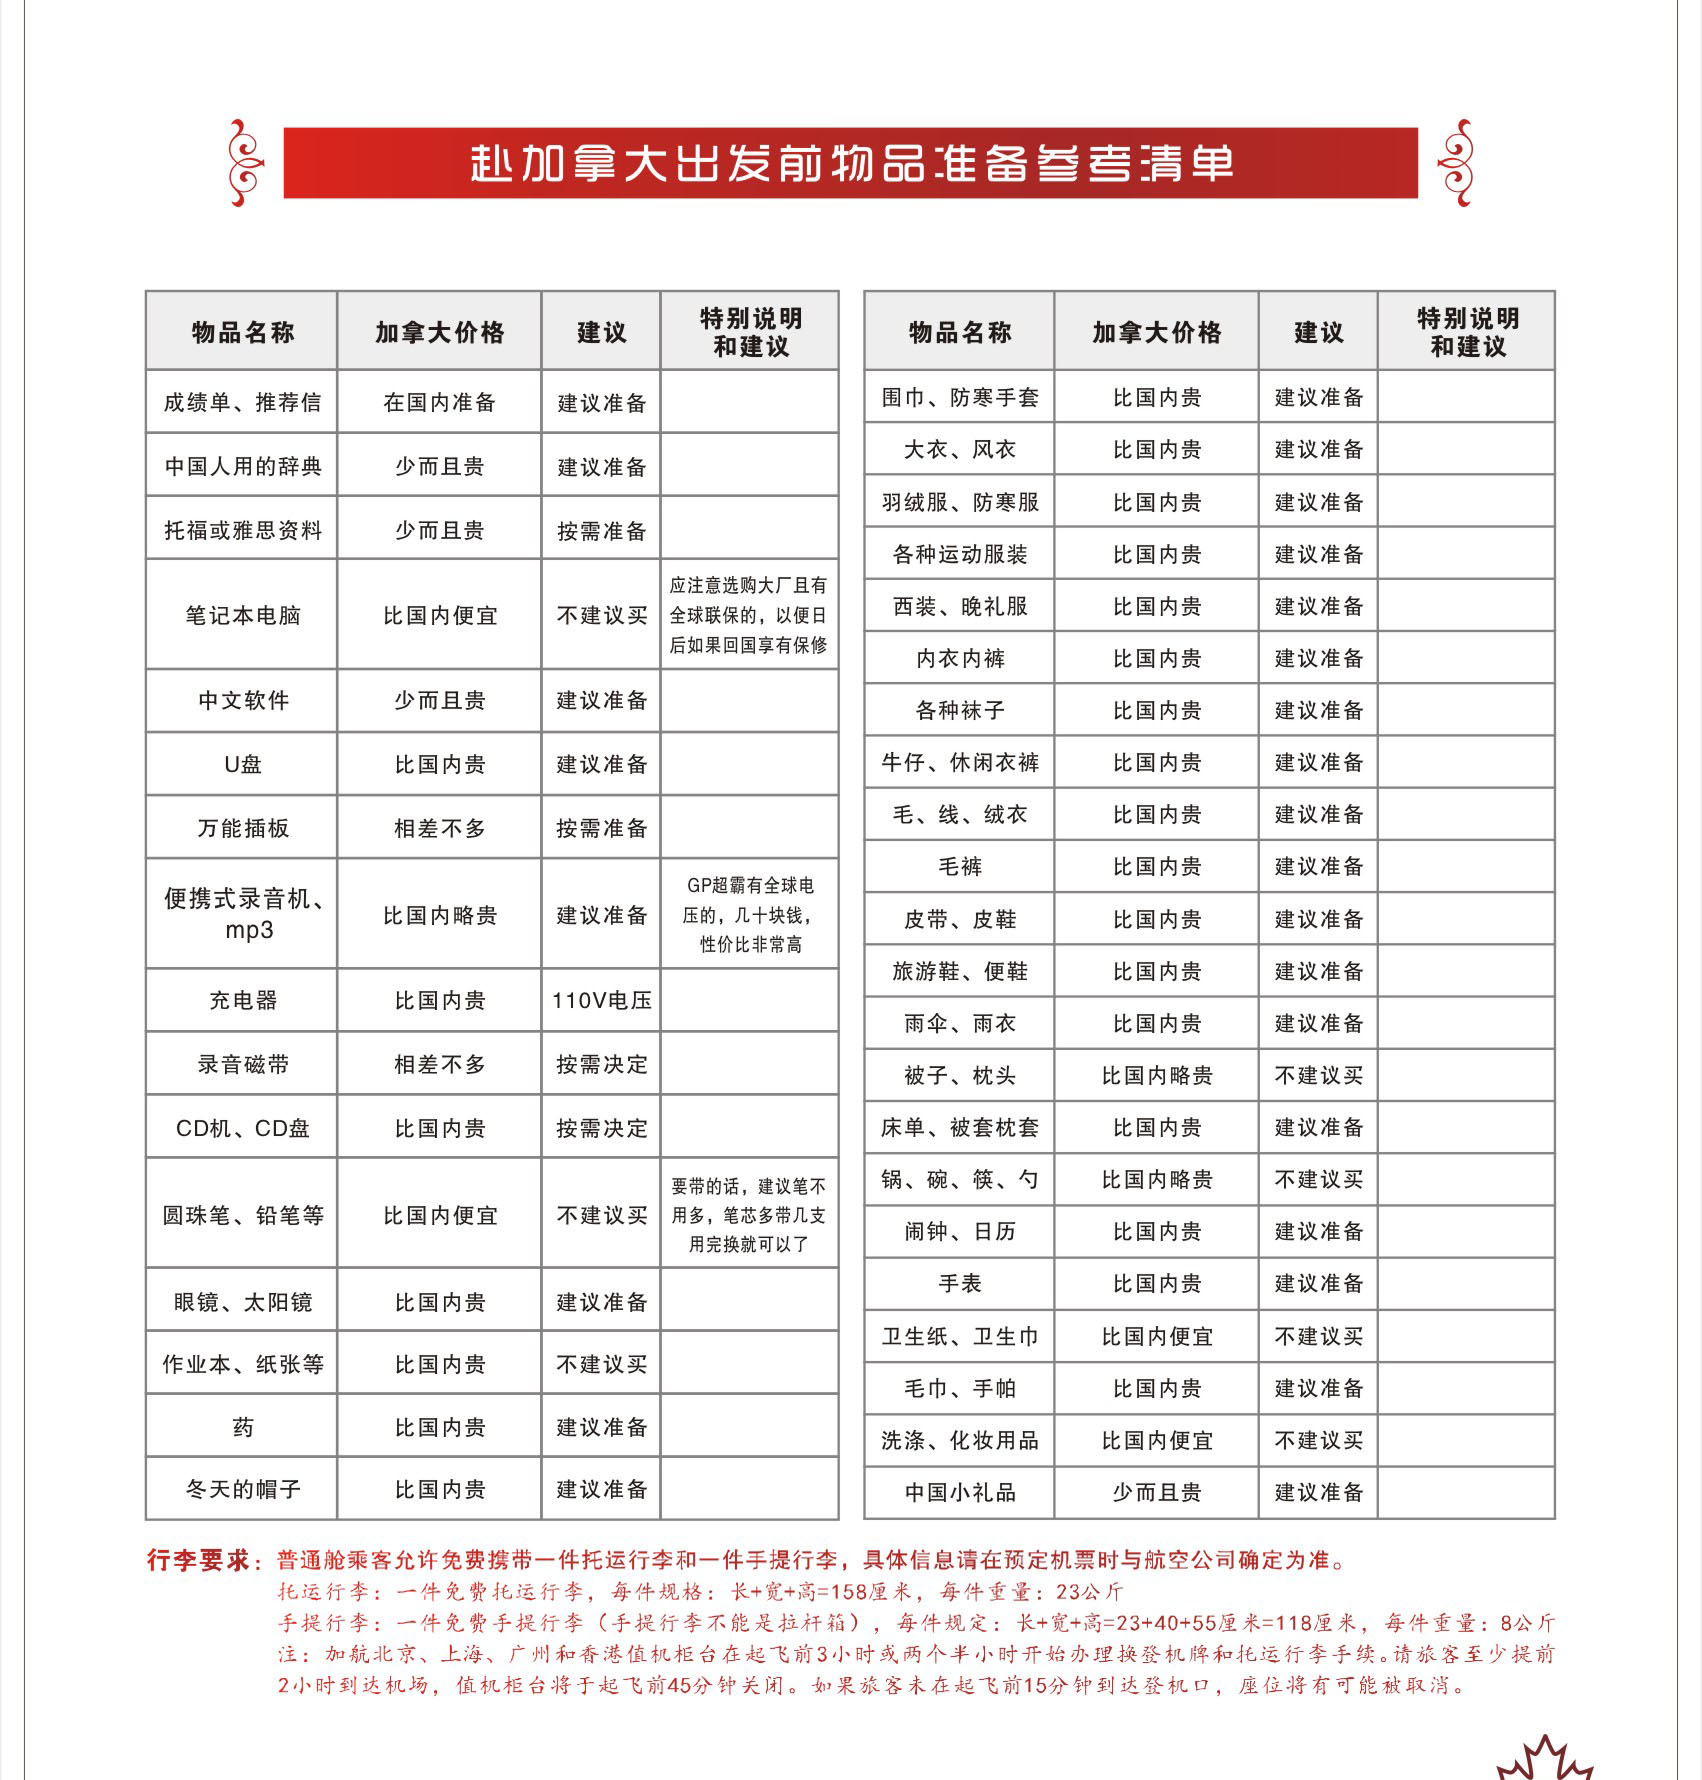 赴加拿大出发前物品准备参考清单
物品名称 加拿大价格 建议 特别说明和建议
成绩单、推荐信 在国内准备 建议准备
中国人用的辞典 少而且贵 建议准备
托福或雅思资料 少而且贵 按需准备
笔记本电脑 比国内便宜 不建议买 应注意选购大厂且有全球联保的，以便日后如果回国享有保修
中文软件 少而且贵 建议准备
U盘 比国内贵 建议准备
万能插板 相差不多 按需准备
便携式录音机、mp3 比国内略贵 建议准备 GP超霸有全球电压的，几十块钱，性价比非常高
充电器 比国内贵 110V电压
录音磁带 相差不多 按需决定
CD机、CD盘 比国内贵 按需决定
圆珠笔、铅笔等 比国内便宜 不建议买 要带的话，建议笔不用多，笔芯多带几支用完换就可以了
眼镜、太阳镜 比国内贵 建议准备
作业本、纸张等 比国内贵 不建议买
药 比国内贵 建议准备
冬天的帽子 比国内贵 建议准备
物品名称 加拿大价格 建议 特别说明和建议
围巾、防寒手套 比国内贵 建议准备
大衣、风衣 比国内贵 建议准备
羽绒服、防寒服 比国内贵 建议准备
各种运动服装 比国内贵 建议准备
西装、晚礼服 比国内贵 建议准备
内衣内裤 比国内贵 建议准备
各种袜子 比国内贵 建议准备
牛仔、休闲衣裤 比国内贵 建议准备
毛、线、绒衣 比国内贵 建议准备
毛裤 比国内贵 建议准备
皮带、皮鞋 比国内贵 建议准备
旅游鞋、便鞋 比国内贵 建议准备
雨伞、雨衣 比国内贵 建议准备
被子、枕头 比国内略贵 不建议买
床单、被套枕套 比国内贵 建议准备
锅、碗、筷、勺 比国内略贵 不建议买
闹钟、日历 比国内贵 建议准备
手表 比国内贵 建议准备
卫生纸、卫生巾 比国内便宜 不建议买
毛巾、手帕 比国内贵 建议准备
洗涤、化妆用品 比国内便宜 不建议买
中国小礼品 少而且贵 建议准备
行李要求：普通舱乘客允许免费携带一件托运行李和一件手提行李，具体信息请在预定机票时与航空公司确定为准。
托运行李：一件免费托运行李，每件规格：长+宽+高=158厘米，每件重量：23公斤
手提行李：一件免费手提行李（手提行李不能是拉杆箱），每件规定：长+宽+高=23+40+55厘米=118厘米，每件重量：8公斤
注：加航北京、上海、广州和香港值机柜台在起飞前3小时或两个半小时开始办理换登机牌和托运行李手续。请旅客至少提前
2小时到达机场，值机柜台将于起飞前45分钟关闭。如果旅客未在起飞前15分钟到达登机口，座位将有可能被取消。